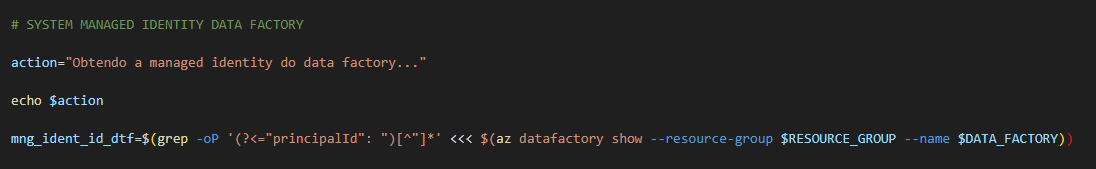 # SYSTEM MANAGED IDENTITY DATA FACTORY
action="Obtendo a managed identity do data factory..."
echo $action
mng_ident_id_dtf=$(grep -oP '(?<="principalId": ")[^"]*' <<< $(az datafactory show --resource-group $RESOURCE_GROUP --name $DATA_FACTORY))